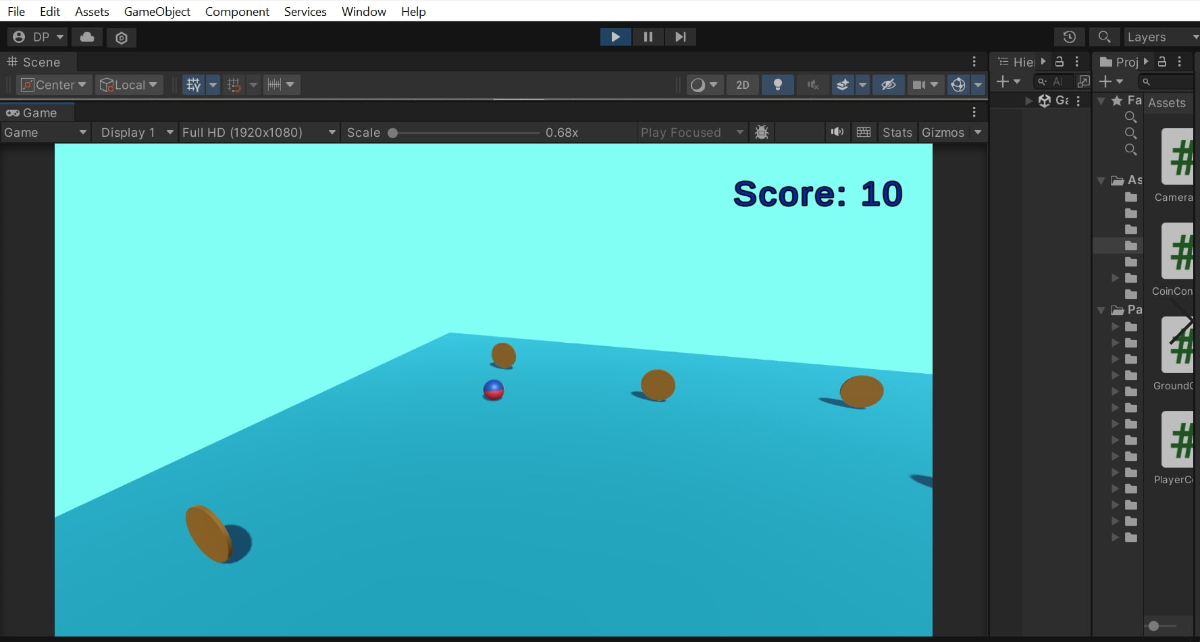 File Edit Assets GameObject Component Services Window Help
DP Layers
Scene Hie Proj
Center Local 2D
Game Ga Fa Assets
Game Display 1 Full HD (1920x1080) Scale 0.68x Play Focused Stats Gizmos
As
Score: 10
Camera
CoinCon
Pa
Ground
PlayerC